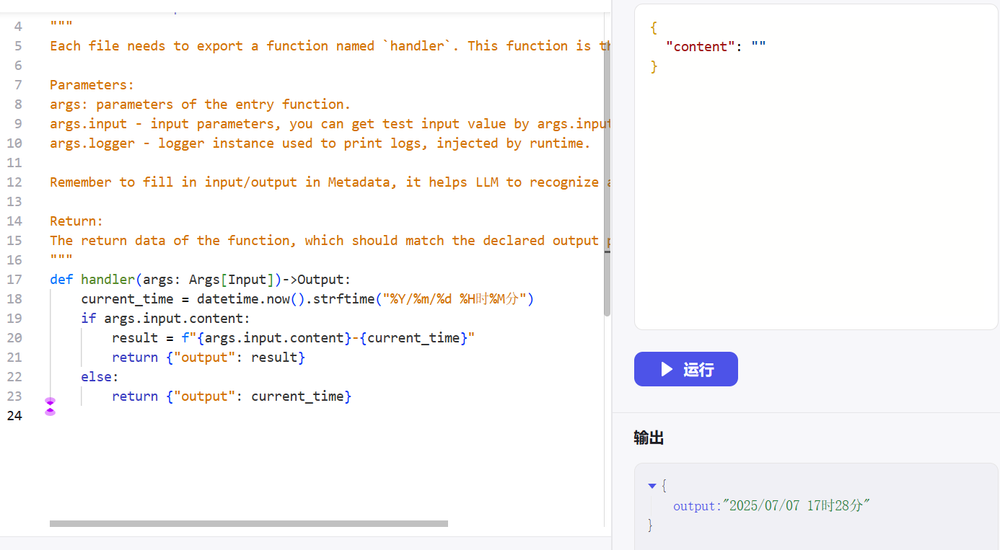 4 """
5 Each file needs to export a function named `handler`. This function is th
6
7 Parameters:
8 args: parameters of the entry function.
9 args.input - input parameters, you can get test input value by args.input
10 args.logger - logger instance used to print logs, injected by runtime.
11
12 Remember to fill in input/output in Metadata, it helps LLM to recognize a
13
14 Return:
15 The return data of the function, which should match the declared output p
16 """
17 def handler(args: Args[Input])->Output:
18     current_time = datetime.now().strftime("%Y/%m/%d %H时%M分")
19     if args.input.content:
20         result = f"{args.input.content}-{current_time}"
21         return {"output": result}
22     else:
23         return {"output": current_time}
24
{
  "content": ""
}
运行
输出
{
output:"2025/07/07 17时28分"
}